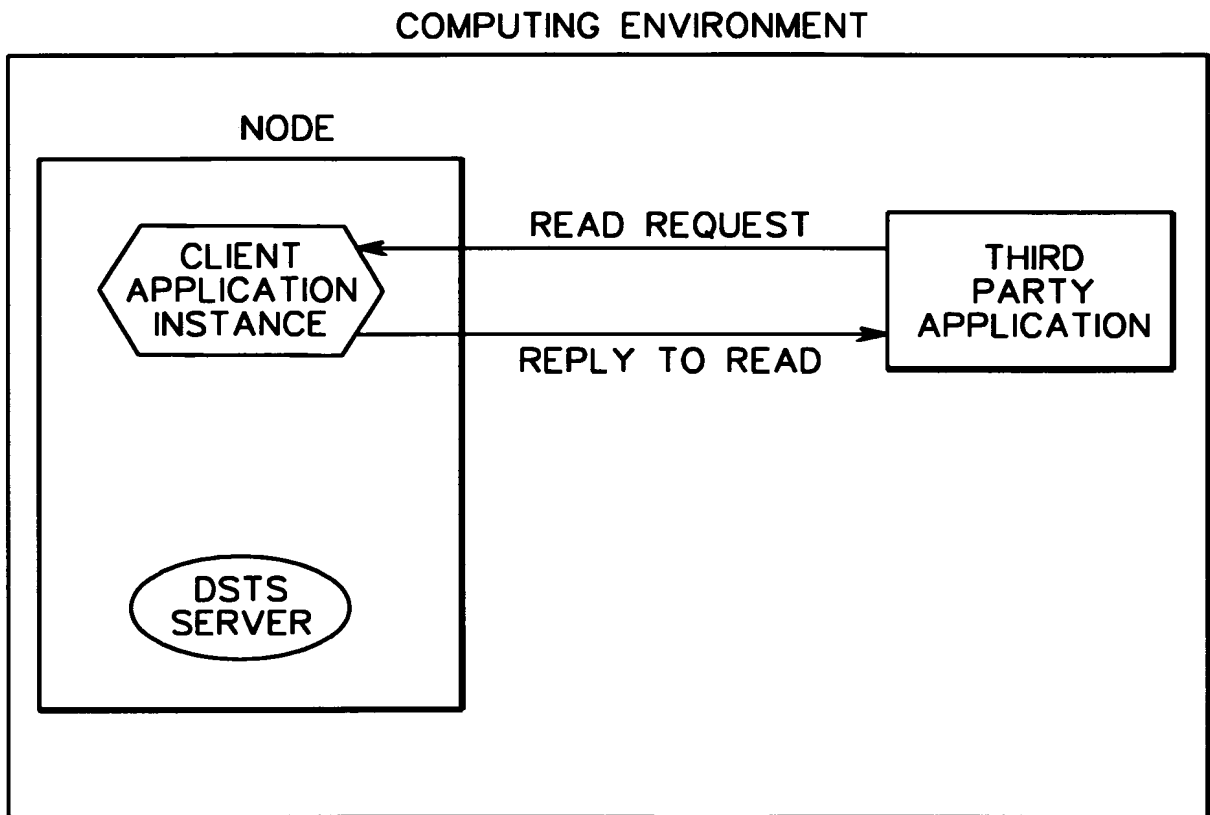 COMPUTING ENVIRONMENT
NODE
CLIENT
APPLICATION
INSTANCE
READ REQUEST
REPLY TO READ
THIRD
PARTY
APPLICATION
DSTS
SERVER